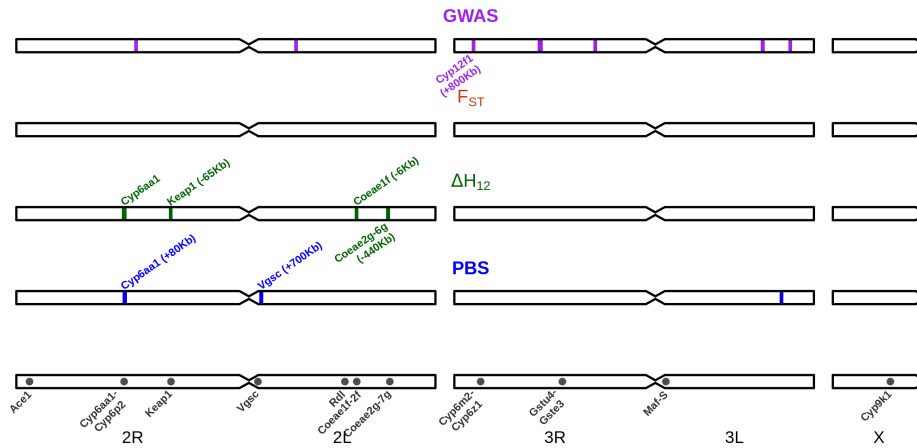 GWAS
Cyp12f1
(+800Kb)
FST
Cyp6aa1
Keap1 (-65Kb)
Coeae1f (-6Kb)
ΔH12
Coeae2g-6g
(-440Kb)
Cyp6aa1 (+80Kb)
Vgsc (+700Kb)
PBS
Ace1
Cyp6aa1-
Cyp6p2
Keap1
Vgsc
Rdl
Coeae1f-2f
Coeae2g-7g
Cyp6m2-
Cyp6z1
Gstu4-
Gste3
Maf-S
Cyp9k1
2R
2L
3R
3L
X